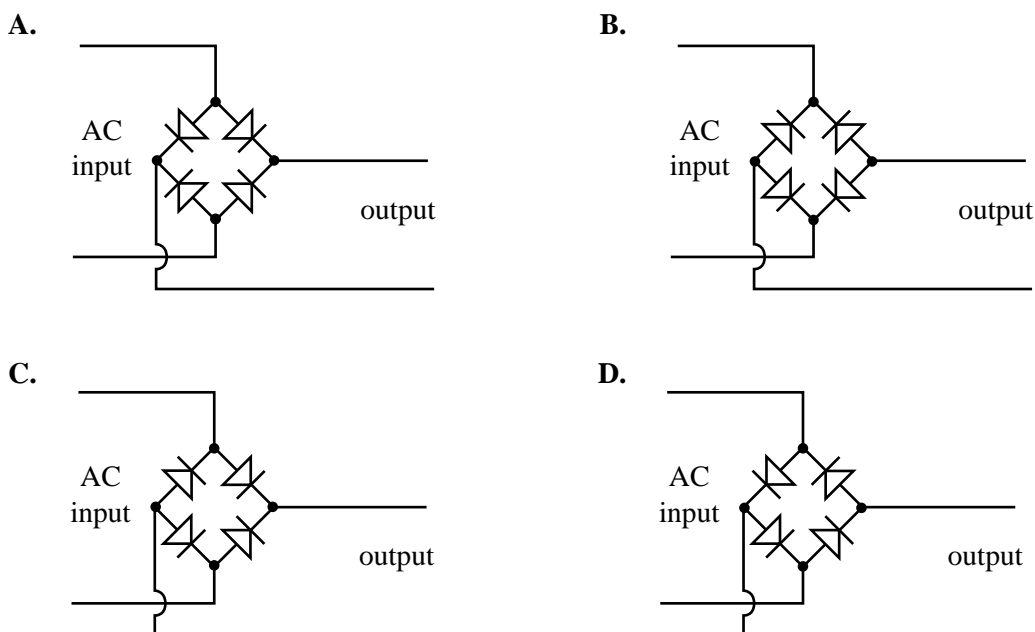 A.
AC
input
output
B.
AC
input
output
C.
AC
input
output
D.
AC
input
output